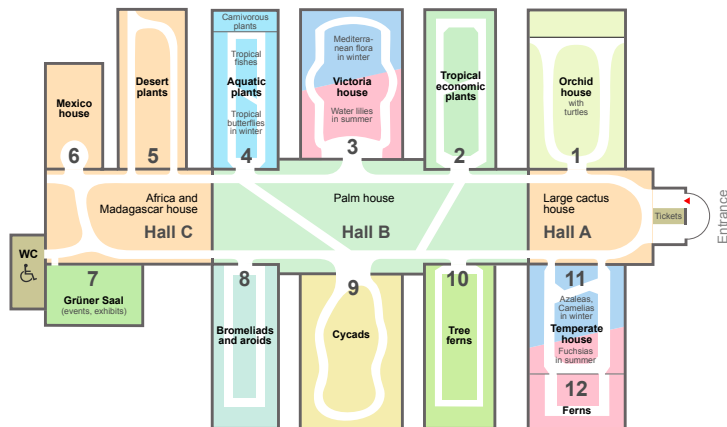 Carnivorous
plants
Tropical
fishes
Aquatic
plants
Tropical
butterflies
in winter
4
Desert
plants
5
Mexico
house
6
Mediterra-
nean flora
in winter
Victoria
house
Water lilies
in summer
3
Tropical
economic
plants
2
Orchid
house
with
turtles
1
Africa and
Madagascar house
Hall C
Palm house
Hall B
Large cactus
house
Hall A
Tickets
Entrance
WC
7
Grüner Saal
(events, exhibits)
8
Bromeliads
and aroids
9
Cycads
10
Tree
ferns
11
Azaleas,
Camelias
in winter
Temperate
house
Fuchsias
in summer
12
Ferns